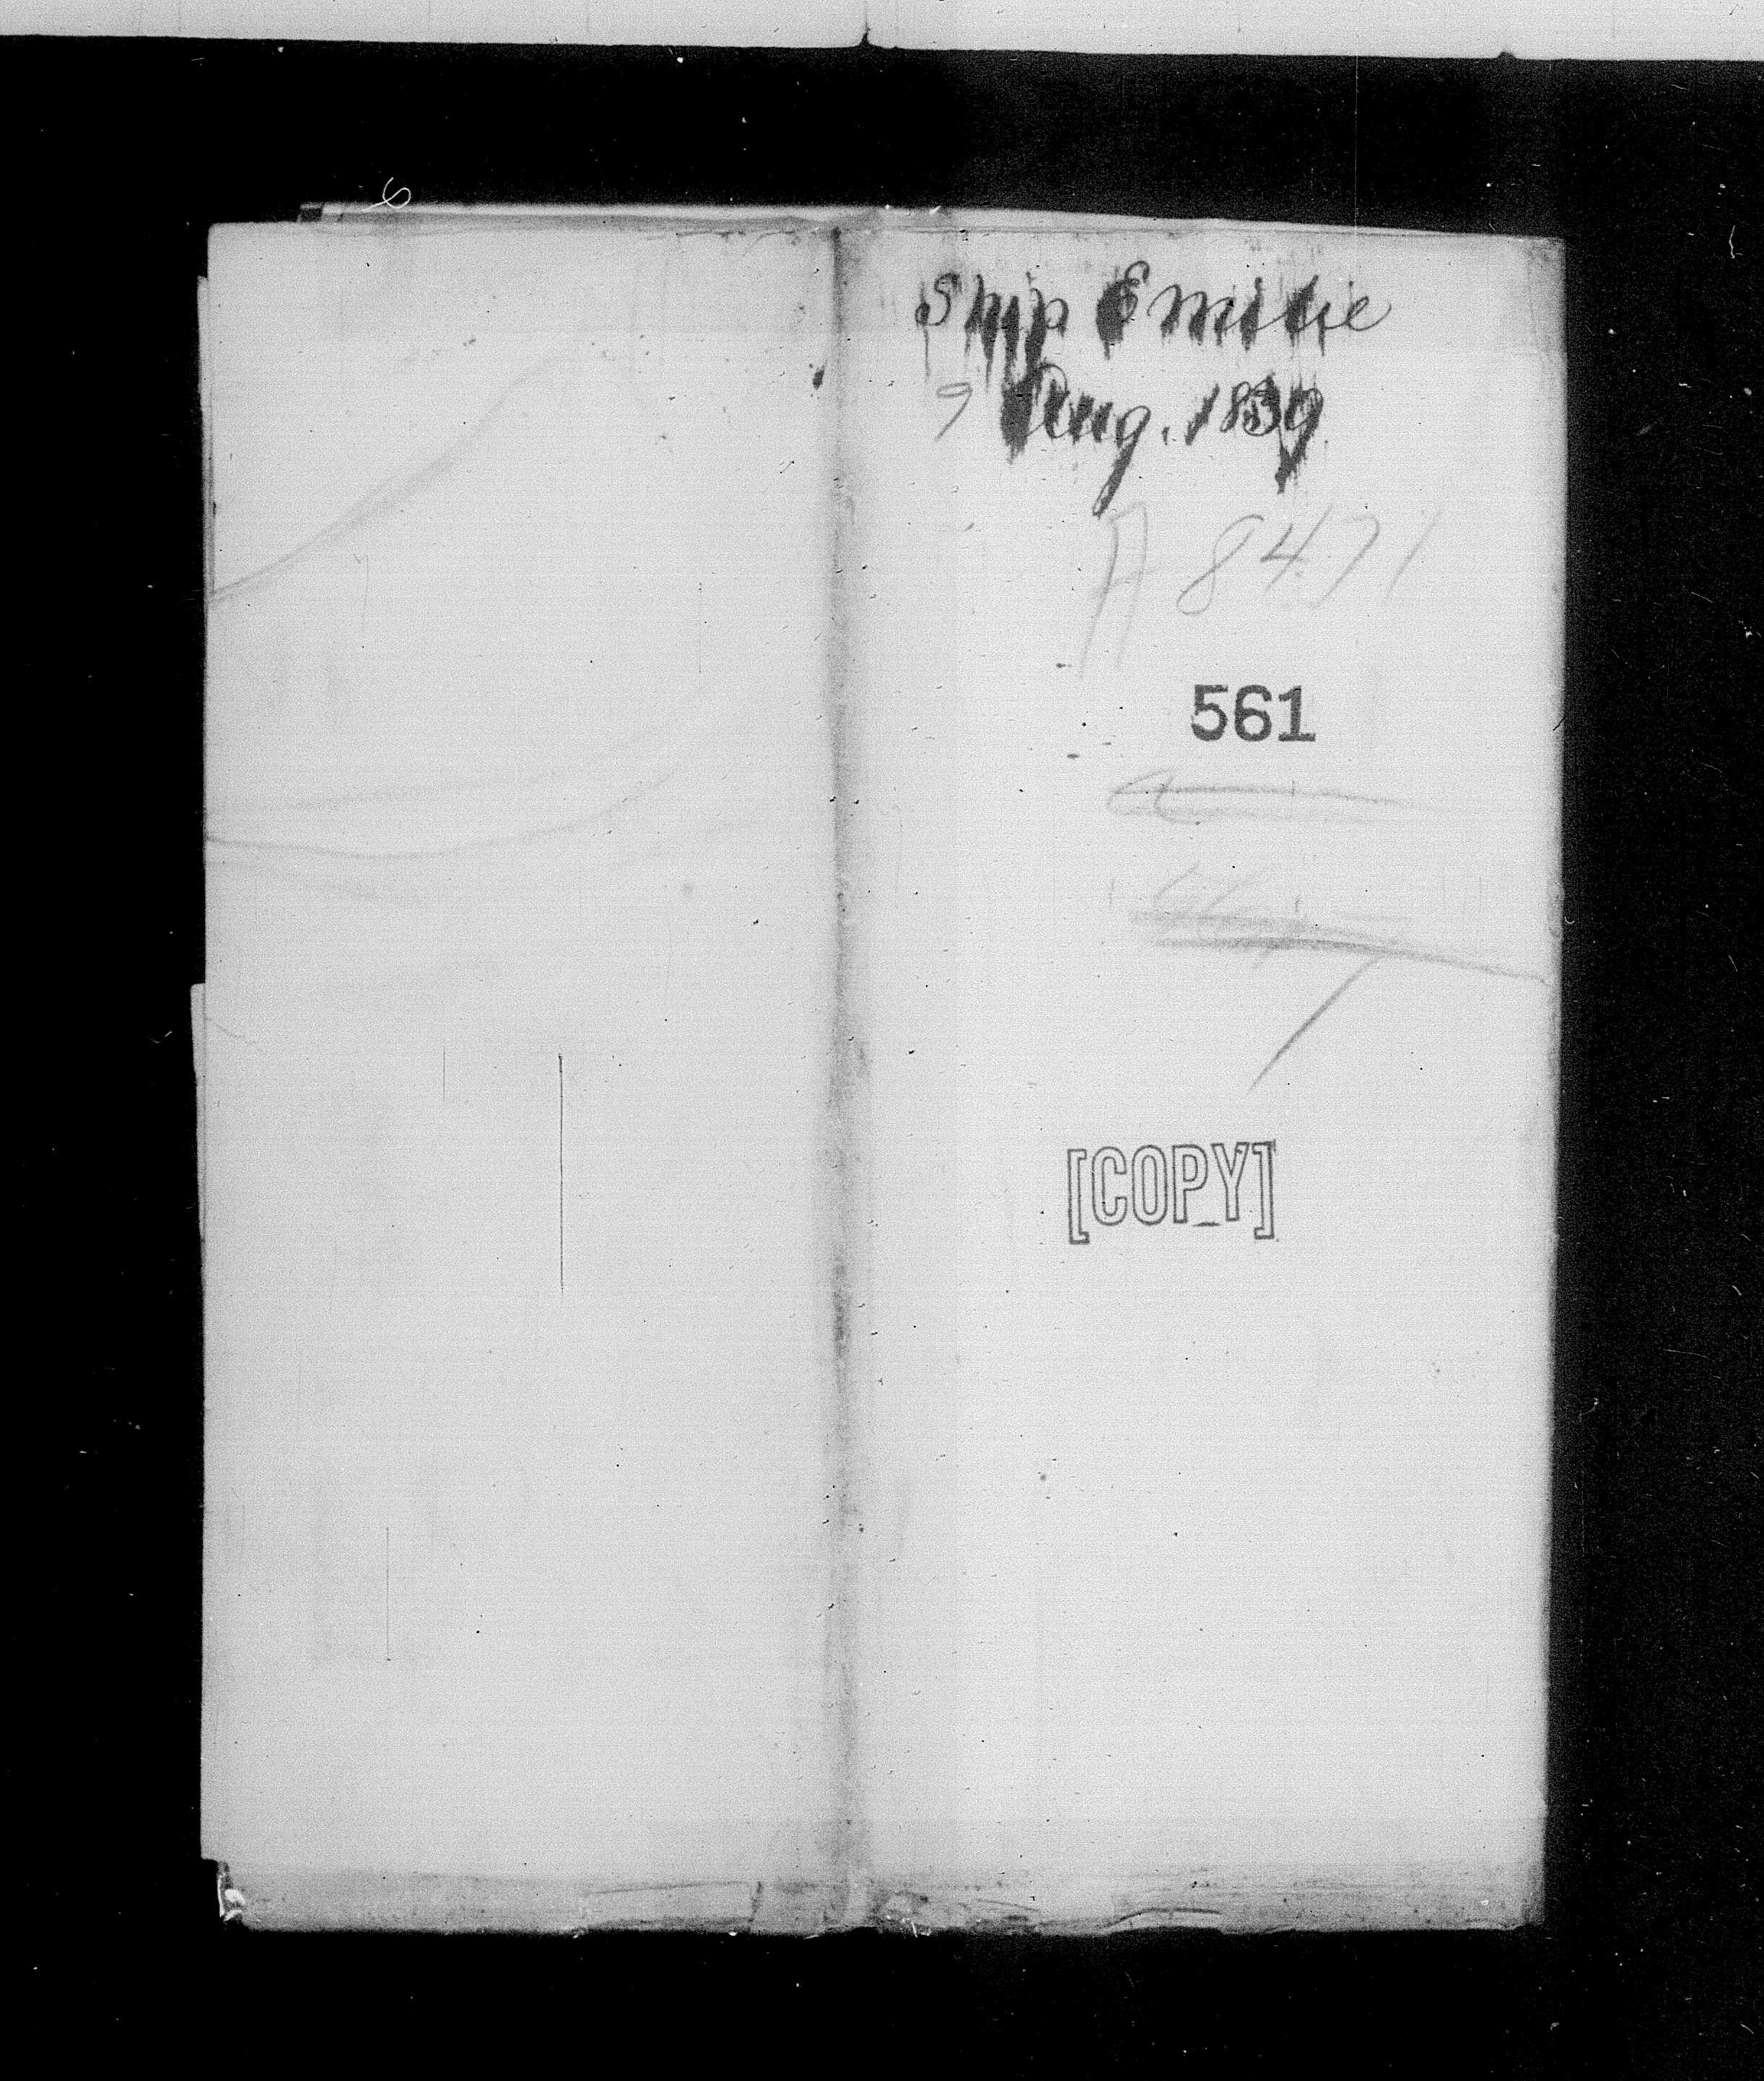 Ship Emilie
9 Aug. 1839
A 8471
561
[COPY]